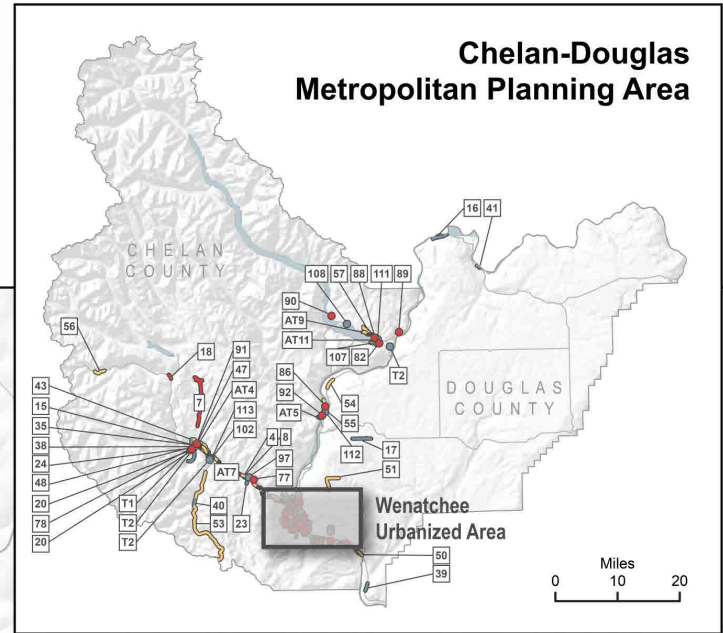 Chelan-Douglas
Metropolitan Planning Area
16 41
CHELAN
COUNTY
108 57 88 111 89
90
AT9
AT11
107 82
T2
56
18
91
47
AT4
113
102
43
15
35
38
24
48
20
78
20
7
86
92
AT5
54
55
112
DOUGLAS
COUNTY
17
4 - 8
97
77
51
AT7
T1
T2
T2
40
53
23
Wenatchee
Urbanized Area
50
39
Miles
0 10 20